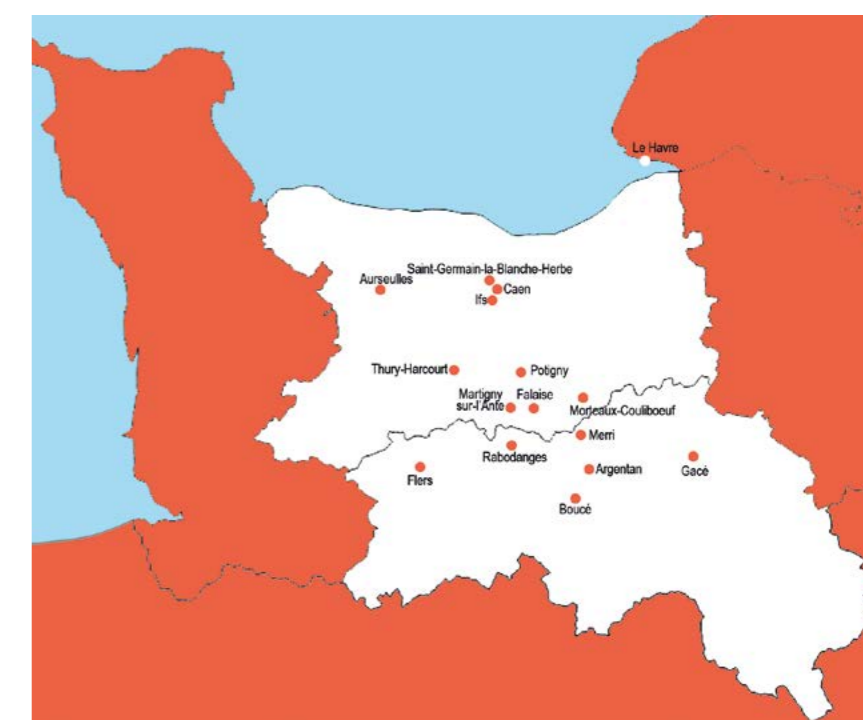 Le Havre
Saint-Germain-la-Blanche-Herbe
Aurseulles
Caen
Ifs
Thury-Harcourt
Potigny
Martigny
sur-l'Ante
Falaise
Morteaux-Couliboeuf
Merri
Rabodanges
Flers
Argentan
Gacé
Boucé